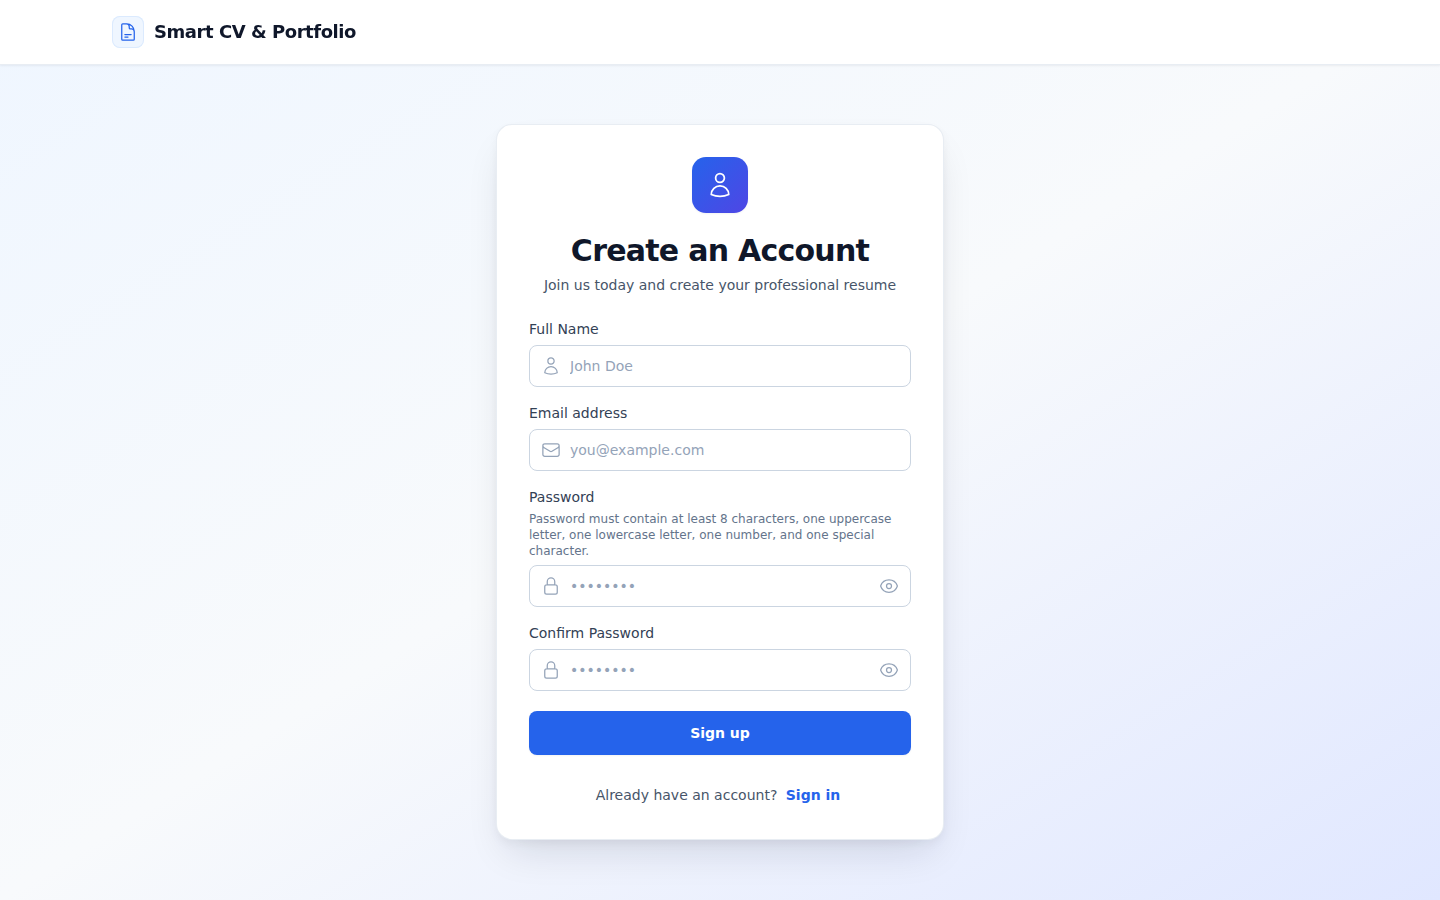 Smart CV & Portfolio
Create an Account
Join us today and create your professional resume
Full Name
John Doe
Email address
you@example.com
Password
Password must contain at least 8 characters, one uppercase
letter, one lowercase letter, one number, and one special
character.
••••••••
Confirm Password
••••••••
Sign up
Already have an account? Sign in